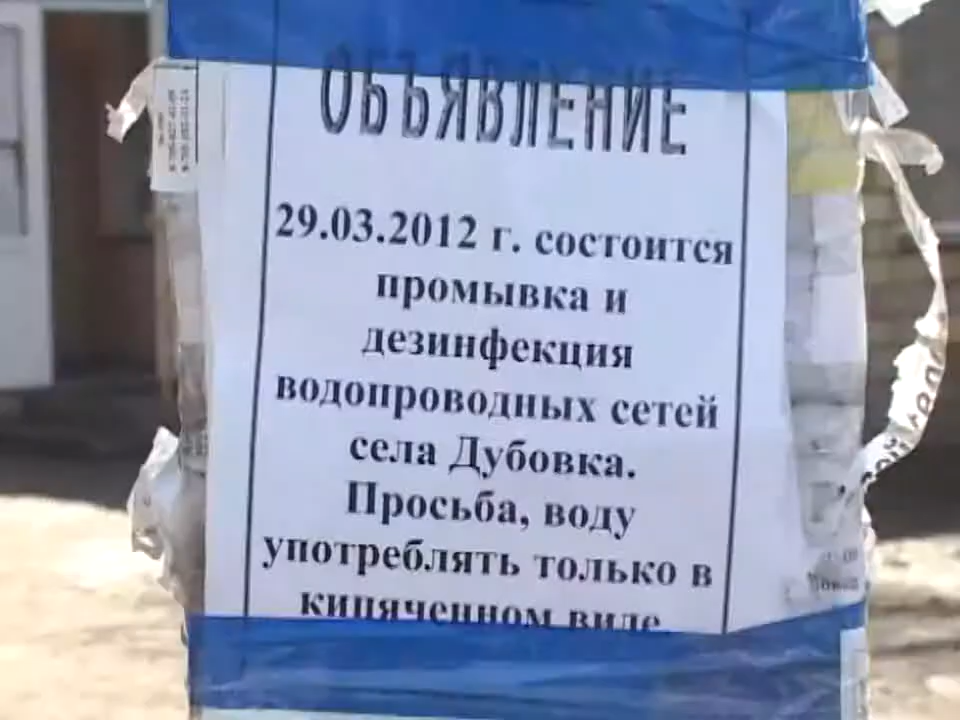 ОБЪЯВЛЕНИЕ
29.03.2012 г. состоится
промывка и
дезинфекция
водопроводных сетей
села Дубовка.
Просьба, воду
употреблять только в
кипяченном виде.